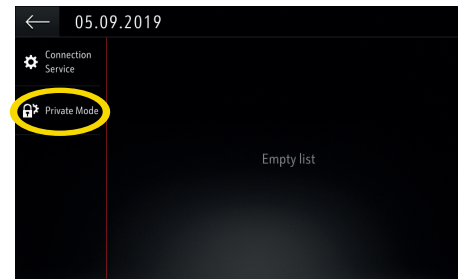 05.09.2019
Connection
Service
Private Mode
Empty list